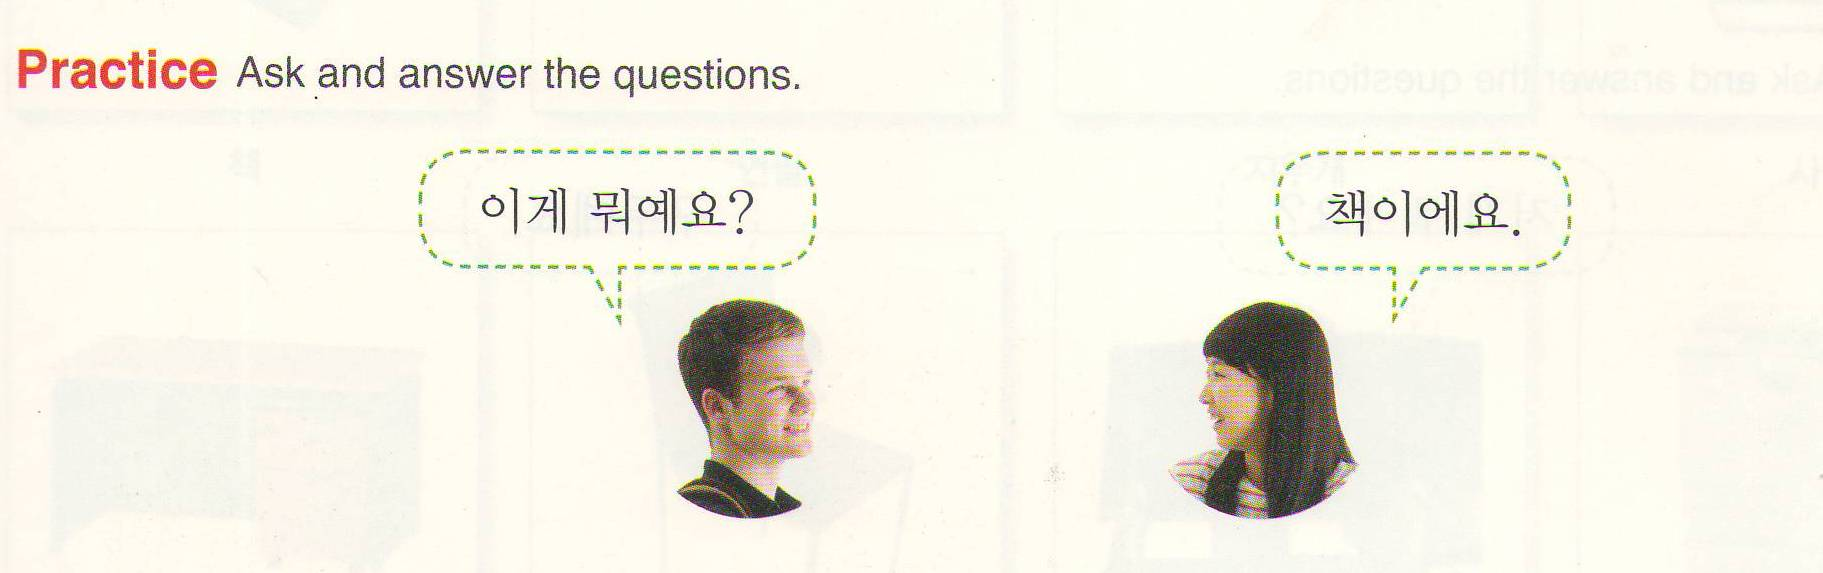 Practice Ask and answer the questions.
이게 뭐예요?
책이에요.